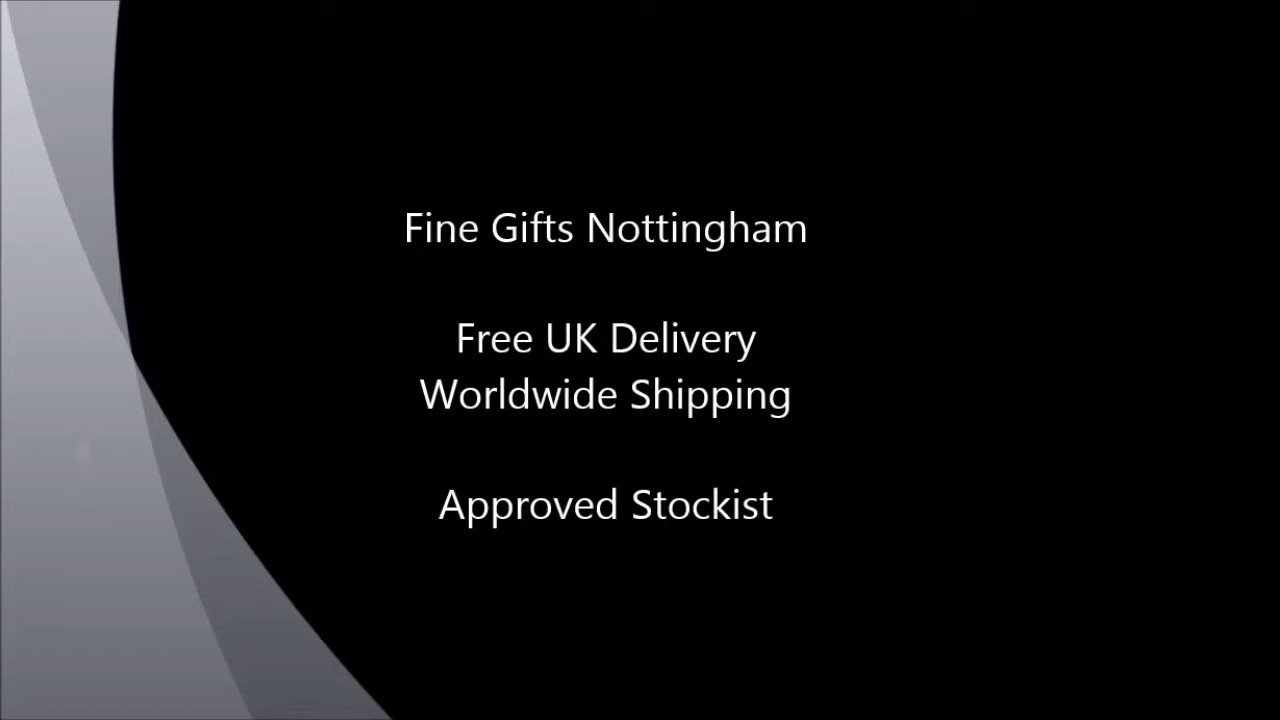 Fine Gifts Nottingham
Free UK Delivery
Worldwide Shipping
Approved Stockist